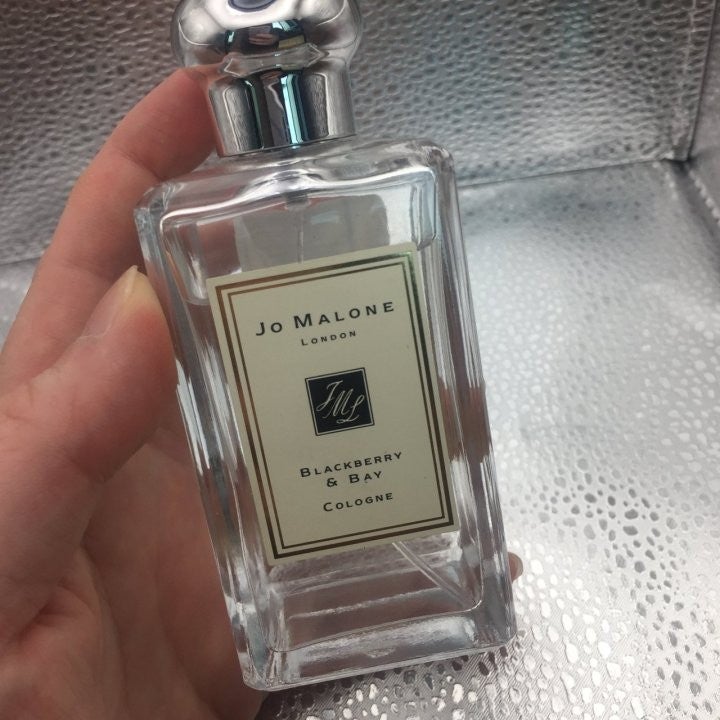 JO MALONE
LONDON
JML
BLACKBERRY
& BAY
COLOGNE